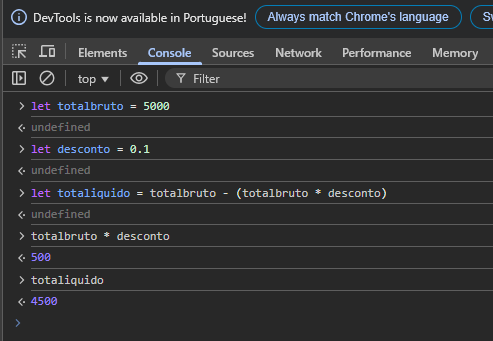 DevTools is now available in Portuguese! Always match Chrome's language
Elements Console Sources Network Performance Memory
top Filter
let totalbruto = 5000
undefined
let desconto = 0.1
undefined
let totaliquido = totalbruto - (totalbruto * desconto)
undefined
totalbruto * desconto
500
totaliquido
4500